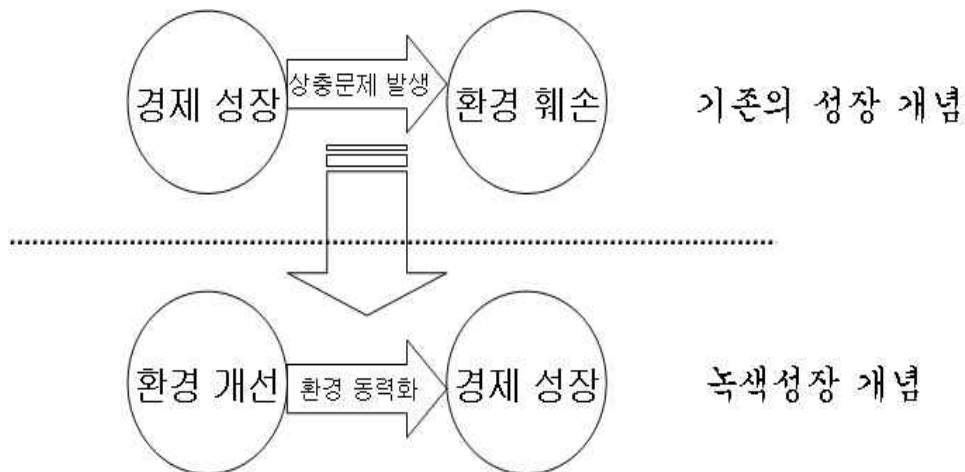 경제 성장
상충문제 발생
환경 훼손
기존의 성장 개념
환경 개선
환경 동력화
경제 성장
녹색성장 개념